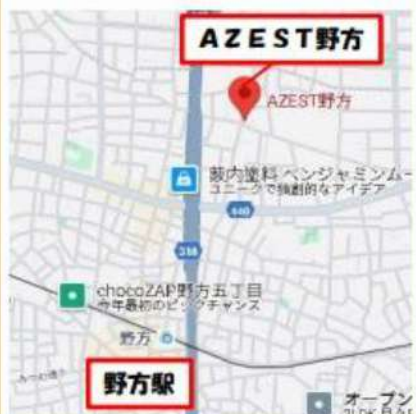 AZEST野方
AZEST野方
薮内塗料 ベンジャミンムー
ユニークで独創的なアイデア
440
318
chocoZAP野方五丁目
今年最初のビックチャンス
野方
野方駅
オープン